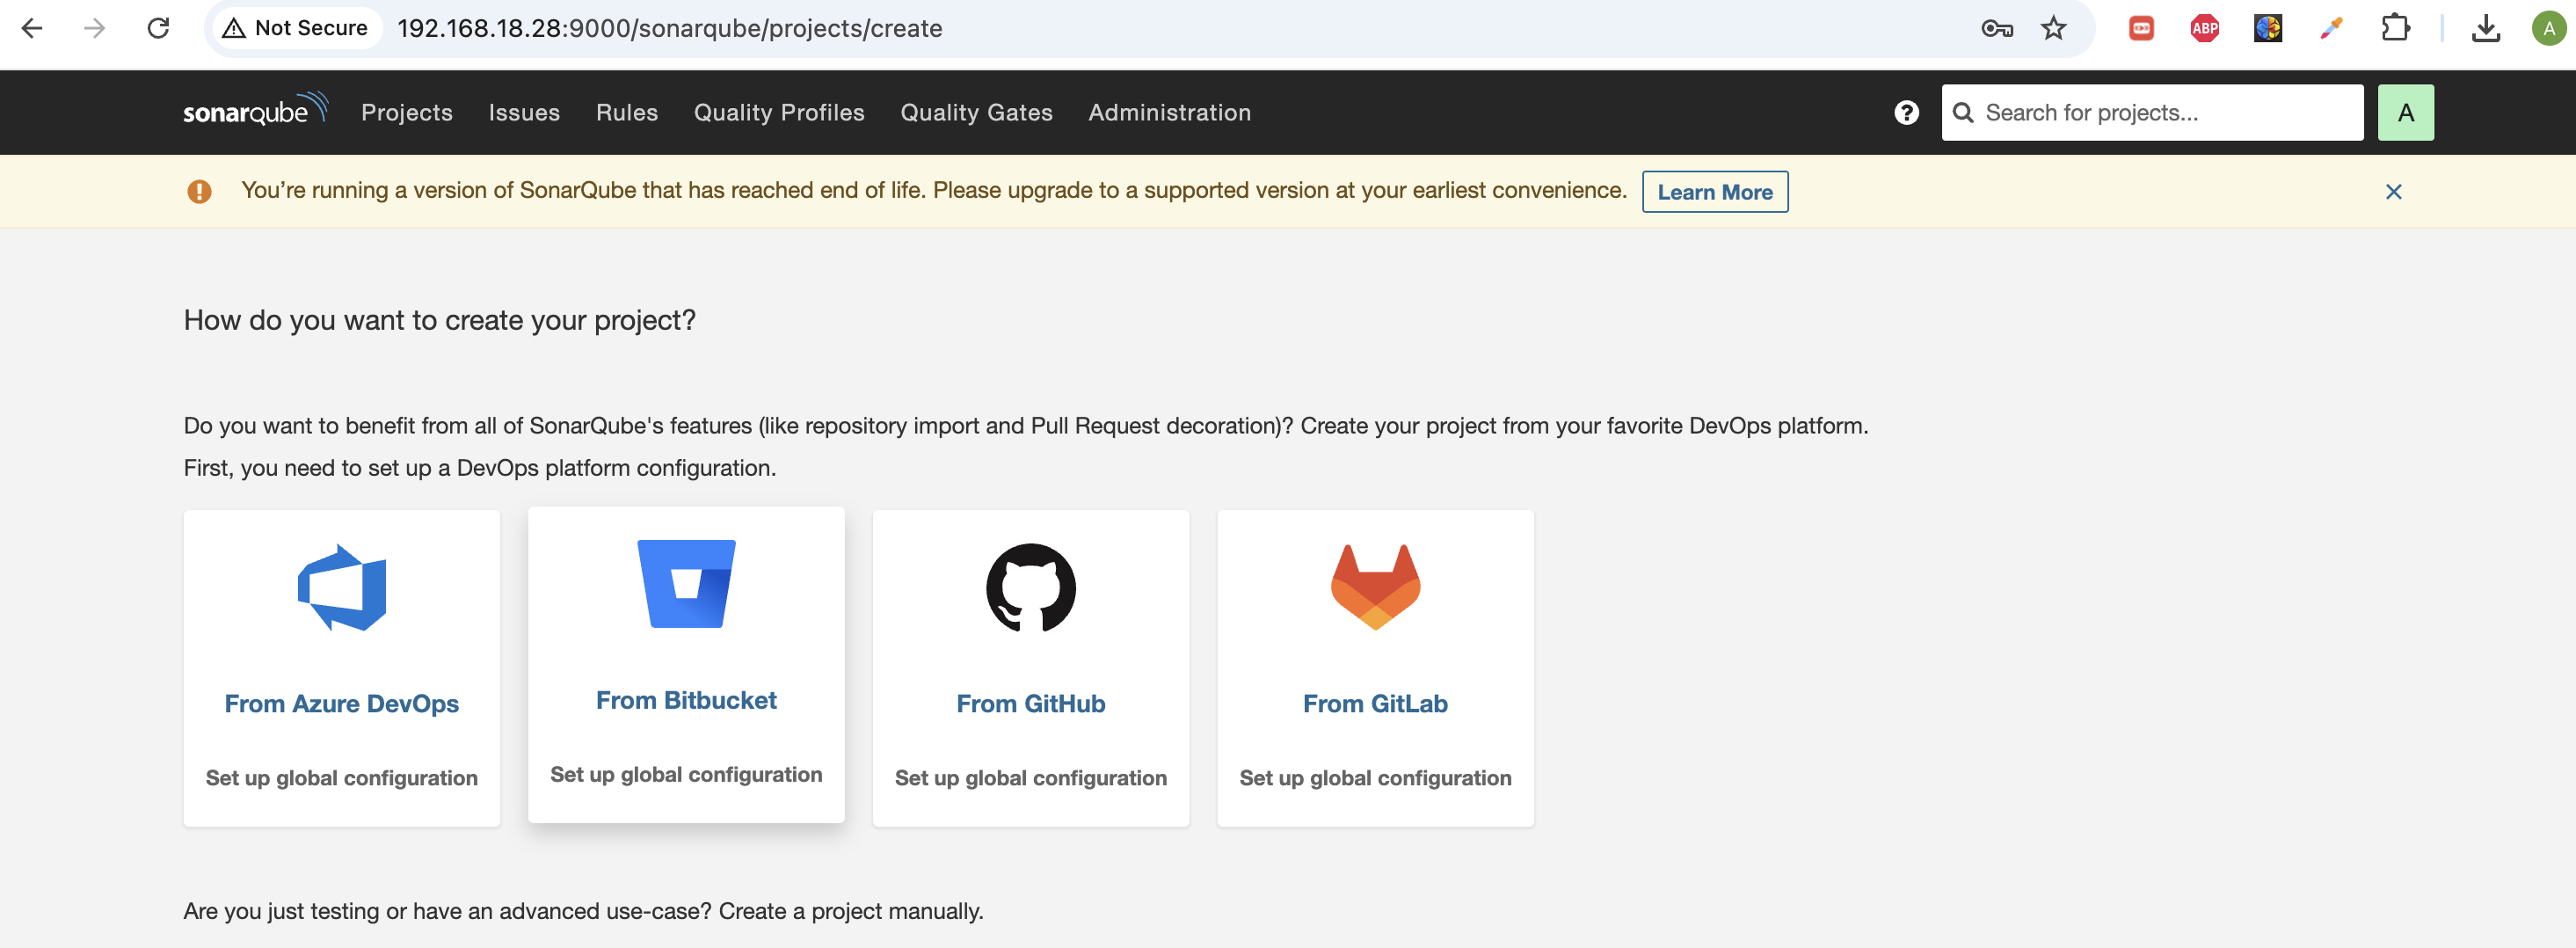 Not Secure 192.168.18.28:9000/sonarqube/projects/create ABP A
sonarqube Projects Issues Rules Quality Profiles Quality Gates Administration ? Search for projects... A
You’re running a version of SonarQube that has reached end of life. Please upgrade to a supported version at your earliest convenience. Learn More
How do you want to create your project?
Do you want to benefit from all of SonarQube's features (like repository import and Pull Request decoration)? Create your project from your favorite DevOps platform.
First, you need to set up a DevOps platform configuration.
From Azure DevOps
Set up global configuration
From Bitbucket
Set up global configuration
From GitHub
Set up global configuration
From GitLab
Set up global configuration
Are you just testing or have an advanced use-case? Create a project manually.